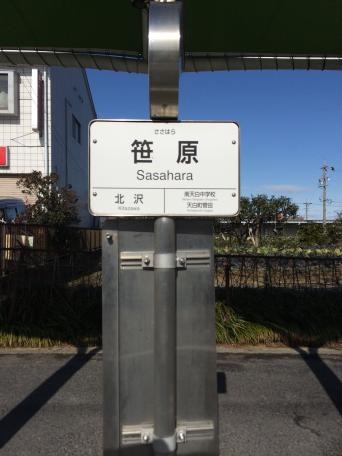 ささはら
笹原
Sasahara
北沢
Kitazawa
南天白中学校
天白町菅田